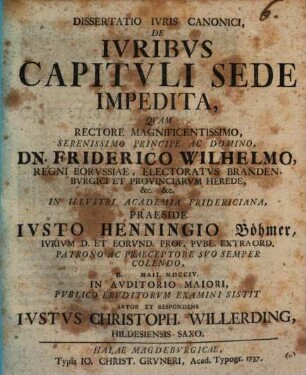 6.
DISSERTATIO IVRIS CANONICI,
DE
IVRIBVS
CAPITVLI SEDE
IMPEDITA,
QVAM
RECTORE MAGNIFICENTISSIMO,
SERENISSIMO PRINCIPE AC DOMINO,
DN. FRIDERICO WILHELMO,
REGNI BORVSSIAE, ELECTORATVS BRANDEN-
BVRGICI ET PROVINCIARVM HEREDE,
&c. &c.
IN ILLVSTRI ACADEMIA FRIDERICIANA,
PRAESIDE
IVSTO HENNINGIO Böhmer,
IVRIVM D. ET EORVND. PROF. PVBL. EXTRAORD.
PATRONO AC PRAECEPTORE SVO SEMPER
COLENDO,
D. MAII. MDCCIV.
IN AVDITORIO MAIORI,
PVBLICO ERVDITORVM EXAMINI SISTIT
AVTOR ET RESPONDENS
IVSTVS CHRISTOPH. WILLERDING,
HILDESIENSIS-SAXO.
HALAE MAGDEBVRGICAE,
Typis IO. CHRIST. GRVNERI, Acad. Typogr. 1737.